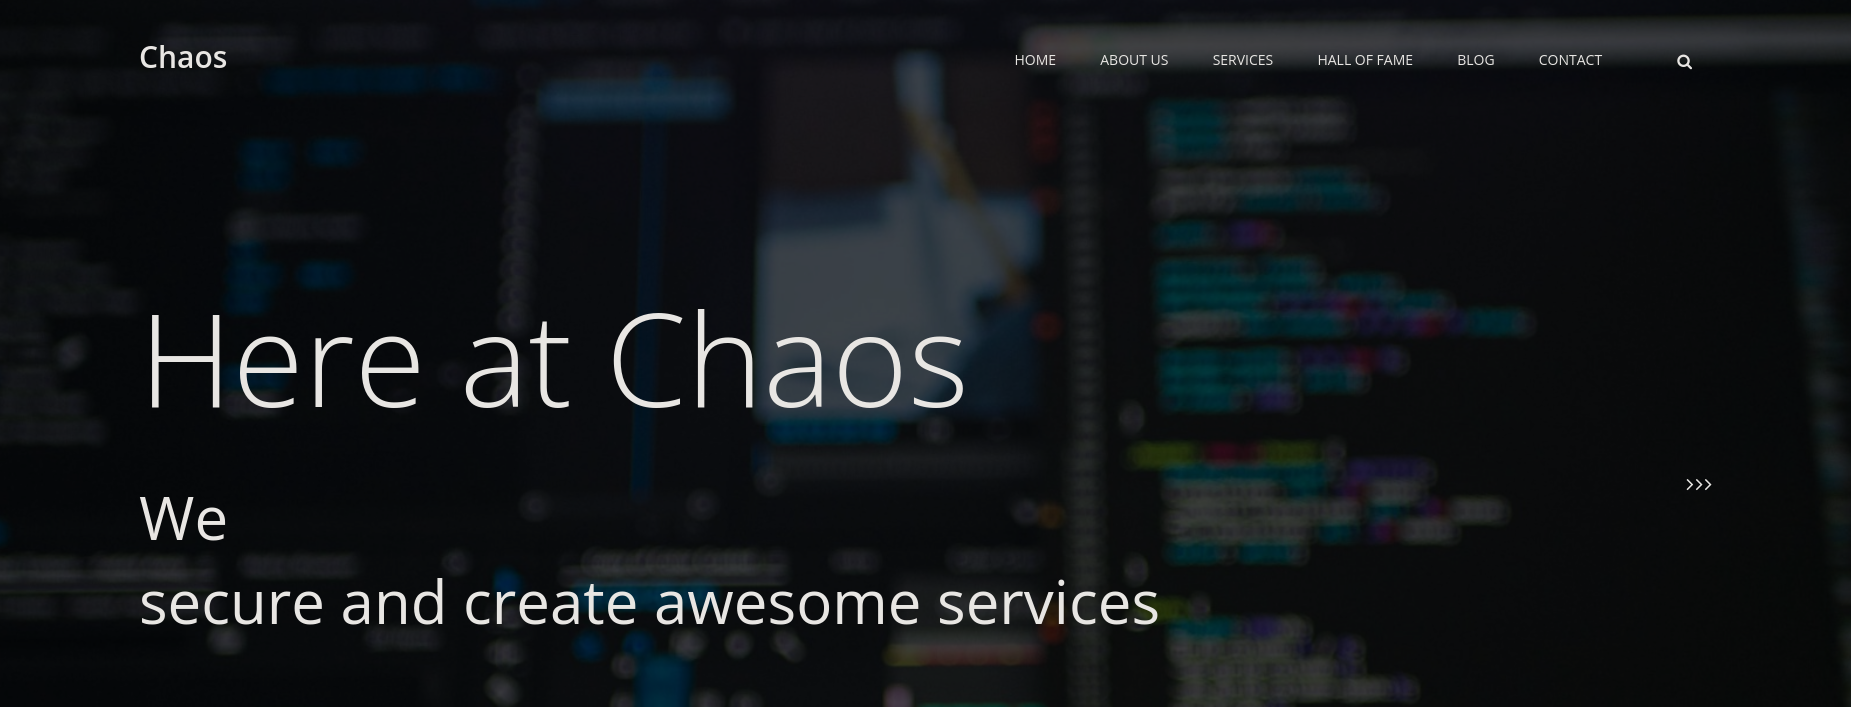 Chaos
HOME ABOUT US SERVICES HALL OF FAME BLOG CONTACT
Here at Chaos
We
secure and create awesome services